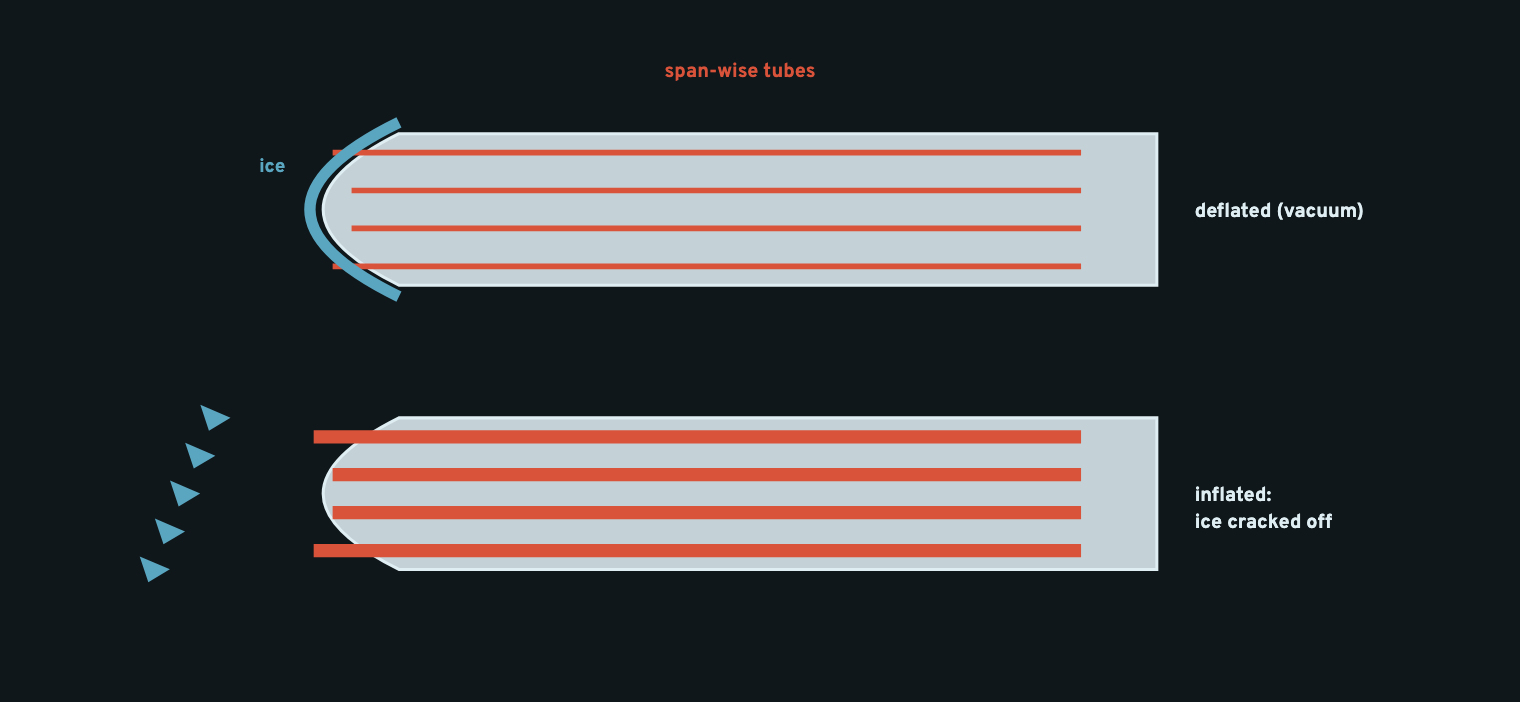 span-wise tubes
ice
deflated (vacuum)
inflated:
ice cracked off